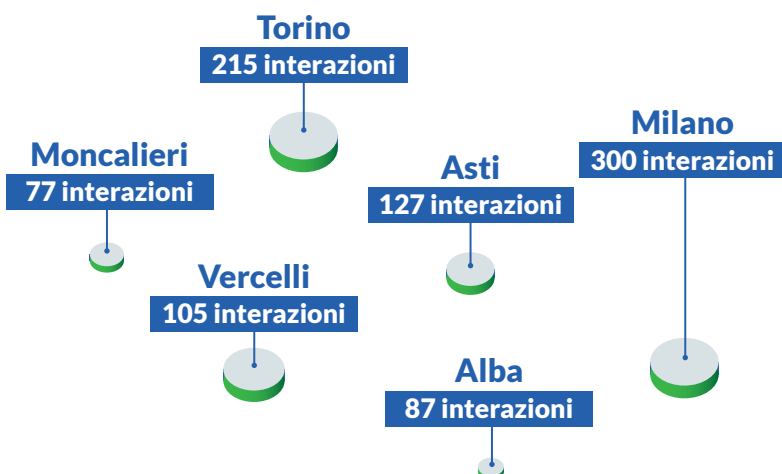 Torino
215 interazioni
Milano
300 interazioni
Moncalieri
77 interazioni
Asti
127 interazioni
Vercelli
105 interazioni
Alba
87 interazioni